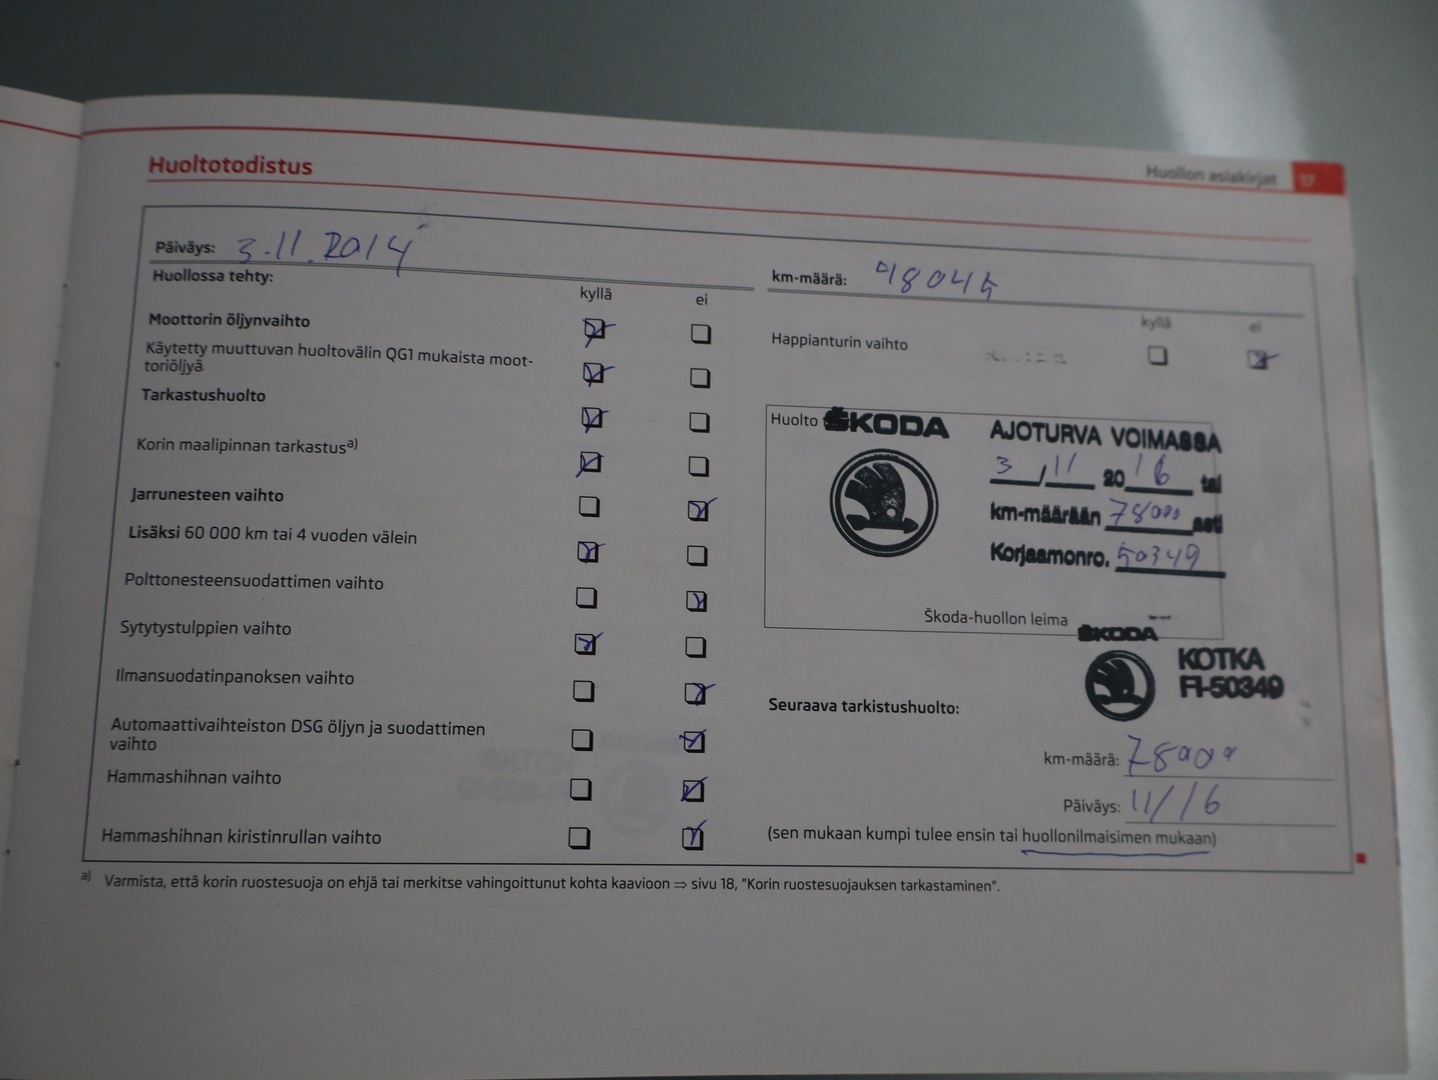 Huoltotodistus
Huollon asiakirjat 17
Päiväys: 3.11.2014
km-määrä: 48045
Huollossa tehty:
kyllä ei
kyllä ei
Moottorin öljynvaihto
Happianturin vaihto
Käytetty muuttuvan huoltovälin QG1 mukaista moot-
toriöljyä
Tarkastushuolto
Korin maalipinnan tarkastus a)
Jarrunesteen vaihto
Lisäksi 60 000 km tai 4 vuoden välein
Polttonesteensuodattimen vaihto
Sytytystulppien vaihto
Ilmansuodatinpanoksen vaihto
Automaattivaihteiston DSG öljyn ja suodattimen
vaihto
Hammashihnan vaihto
Hammashihnan kiristinrullan vaihto
Huolto ŠKODA
AJOTURVA VOIMASSA
3 / 11 2016 tai
km-määrään 78000 asti
Korjaamonro. 50349
Škoda-huollon leima
ŠKODA
KOTKA
FI-50349
Seuraava tarkistushuolto:
km-määrä: 78000
Päiväys: 11/16
(sen mukaan kumpi tulee ensin tai huollonilmaisimen mukaan)
a) Varmista, että korin ruostesuoja on ehjä tai merkitse vahingoittunut kohta kaavioon ⇒ sivu 18, "Korin ruostesuojauksen tarkastaminen".